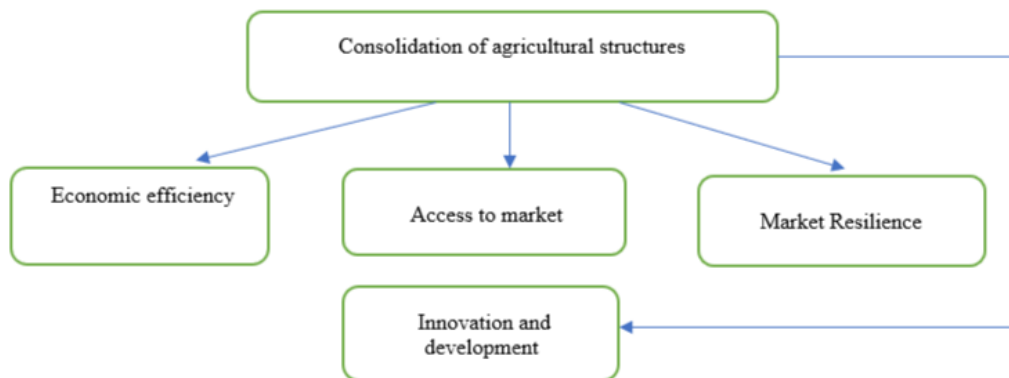 Consolidation of agricultural structures
Economic efficiency
Access to market
Market Resilience
Innovation and
development